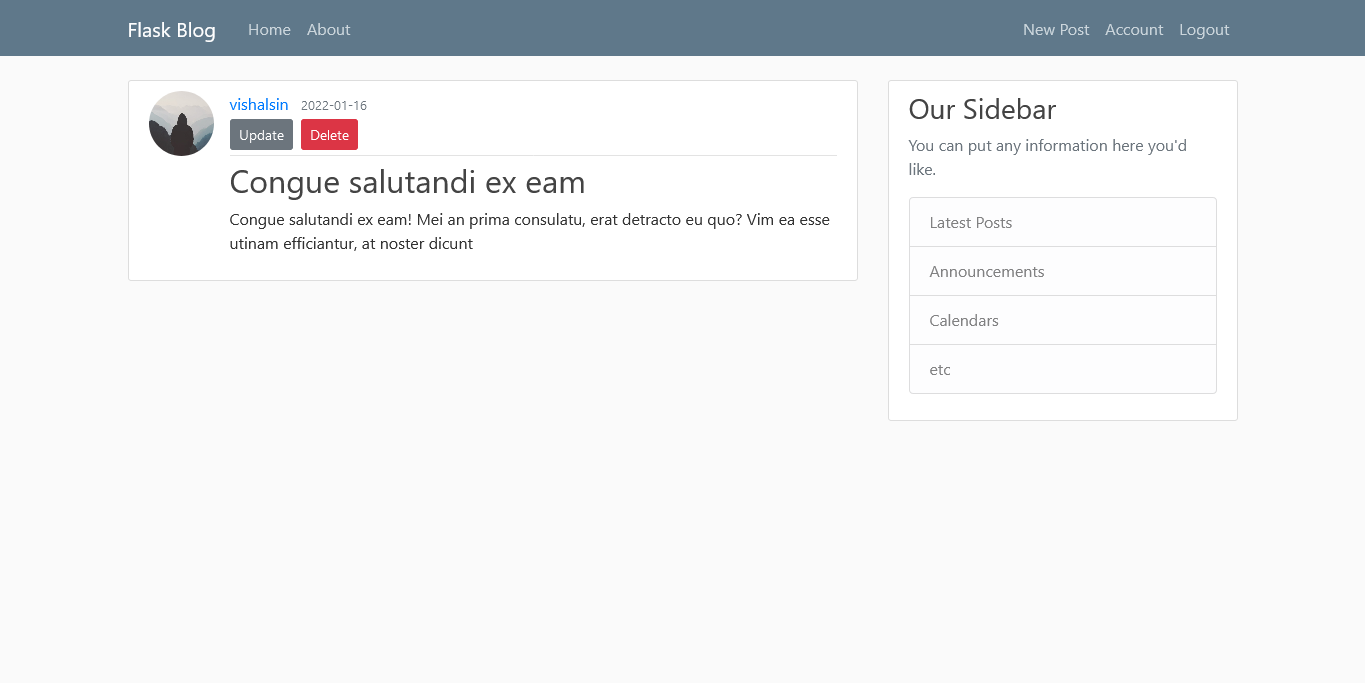 Flask Blog Home About New Post Account Logout
vishalsin 2022-01-16
Update Delete
Congue salutandi ex eam
Congue salutandi ex eam! Mei an prima consulatu, erat detracto eu quo? Vim ea esse
utinam efficiantur, at noster dicunt
Our Sidebar
You can put any information here you'd
like.
Latest Posts
Announcements
Calendars
etc